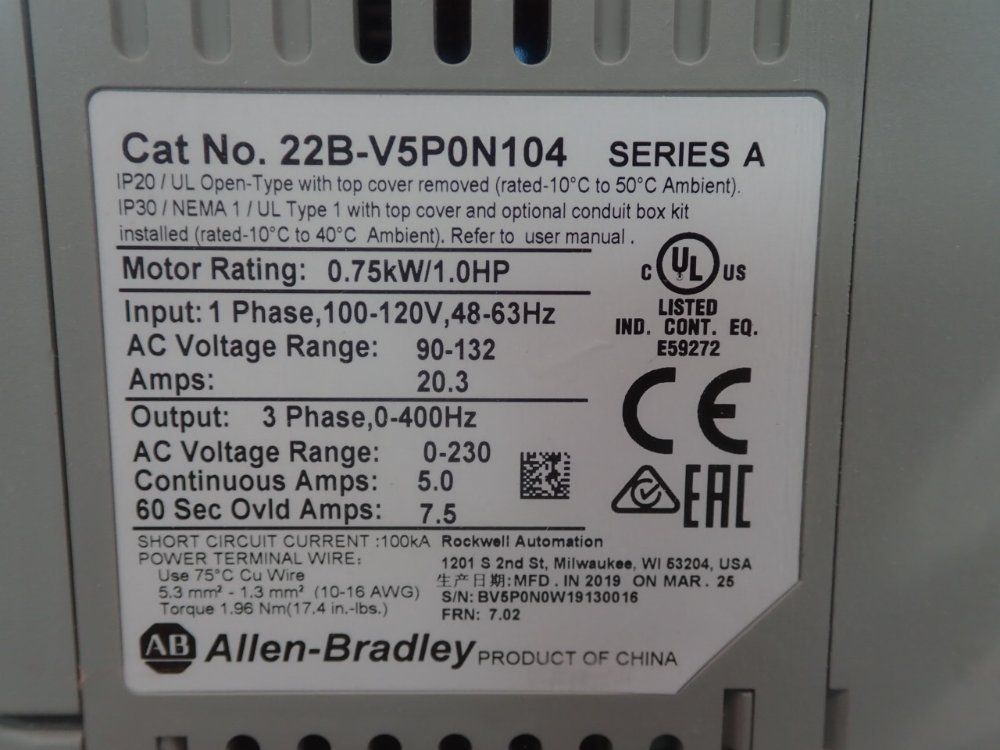 Cat No. 22B-V5P0N104 SERIES A
IP20 / UL Open-Type with top cover removed (rated-10°C to 50°C Ambient).
IP30 / NEMA 1 / UL Type 1 with top cover and optional conduit box kit
installed (rated-10°C to 40°C Ambient). Refer to user manual.
Motor Rating: 0.75kW/1.0HP
Input: 1 Phase,100-120V,48-63Hz
AC Voltage Range: 90-132
Amps: 20.3
Output: 3 Phase,0-400Hz
AC Voltage Range: 0-230
Continuous Amps: 5.0
60 Sec Ovld Amps: 7.5
C UL US
LISTED
IND. CONT. EQ.
E59272
CE
EAC
SHORT CIRCUIT CURRENT :100kA
POWER TERMINAL WIRE:
Use 75°C Cu Wire
5.3 mm² - 1.3 mm² (10-16 AWG)
Torque 1.96 Nm(17,4 in.-lbs.)
Rockwell Automation
1201 S 2nd St, Milwaukee, WI 53204, USA
生产日期:MFD. IN 2019 ON MAR. 25
S/N: BV5P0N0W19130016
FRN: 7.02
AB Allen-Bradley PRODUCT OF CHINA